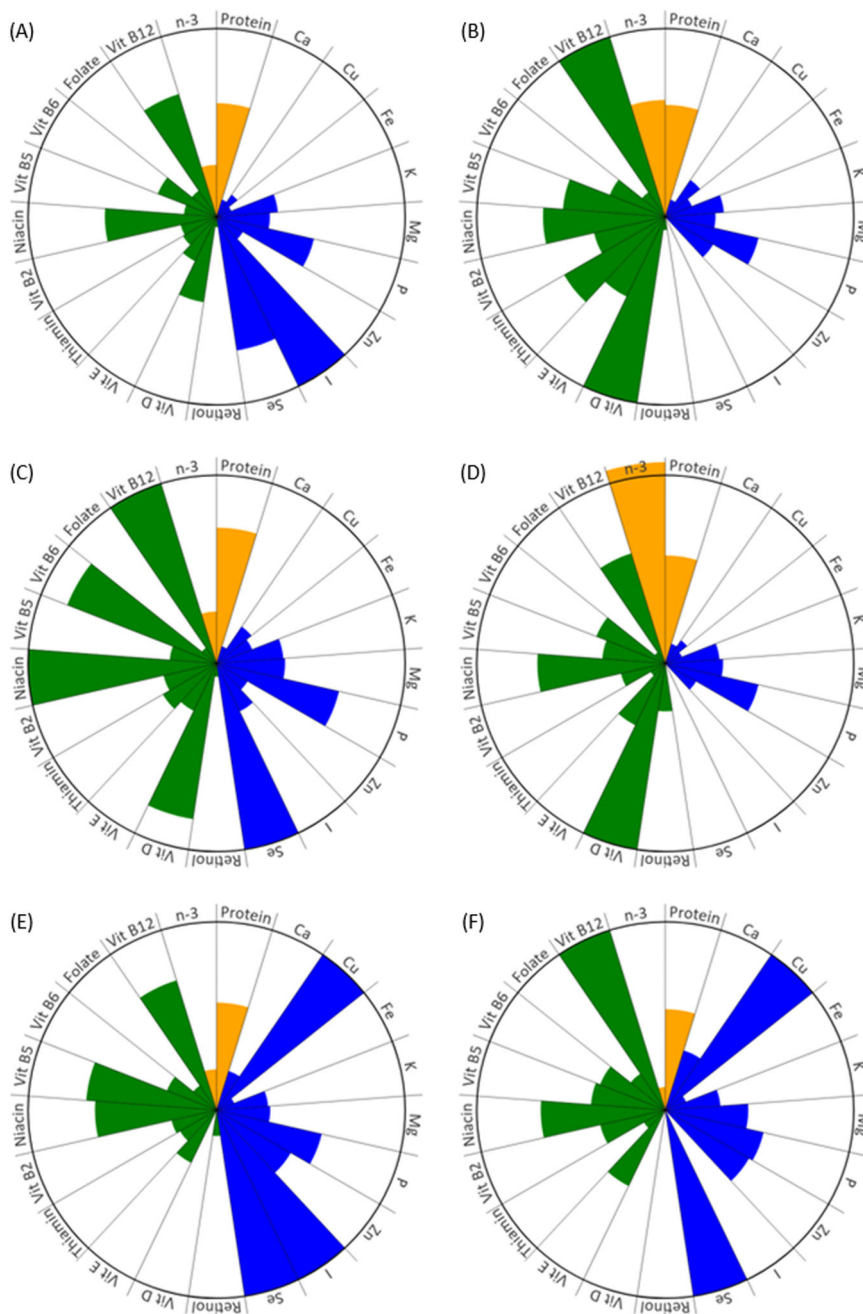 (A)
n-3
Protein
Ca
Cu
Fe
K
Mg
P
Zn
I
Se
Retinol
Vit D
Vit E
Thiamin
Vit B2
Niacin
Vit B5
Vit B6
Folate
Vit B12
(B)
n-3
Protein
Ca
Cu
Fe
K
Mg
P
Zn
I
Se
Retinol
Vit D
Vit E
Thiamin
Vit B2
Niacin
Vit B5
Vit B6
Folate
Vit B12
(C)
n-3
Protein
Ca
Cu
Fe
K
Mg
P
Zn
I
Se
Retinol
Vit D
Vit E
Thiamin
Vit B2
Niacin
Vit B5
Vit B6
Folate
Vit B12
(D)
n-3
Protein
Ca
Cu
Fe
K
Mg
P
Zn
I
Se
Retinol
Vit D
Vit E
Thiamin
Vit B2
Niacin
Vit B5
Vit B6
Folate
Vit B12
(E)
n-3
Protein
Ca
Cu
Fe
K
Mg
P
Zn
I
Se
Retinol
Vit D
Vit E
Thiamin
Vit B2
Niacin
Vit B5
Vit B6
Folate
Vit B12
(F)
n-3
Protein
Ca
Cu
Fe
K
Mg
P
Zn
I
Se
Retinol
Vit D
Vit E
Thiamin
Vit B2
Niacin
Vit B5
Vit B6
Folate
Vit B12